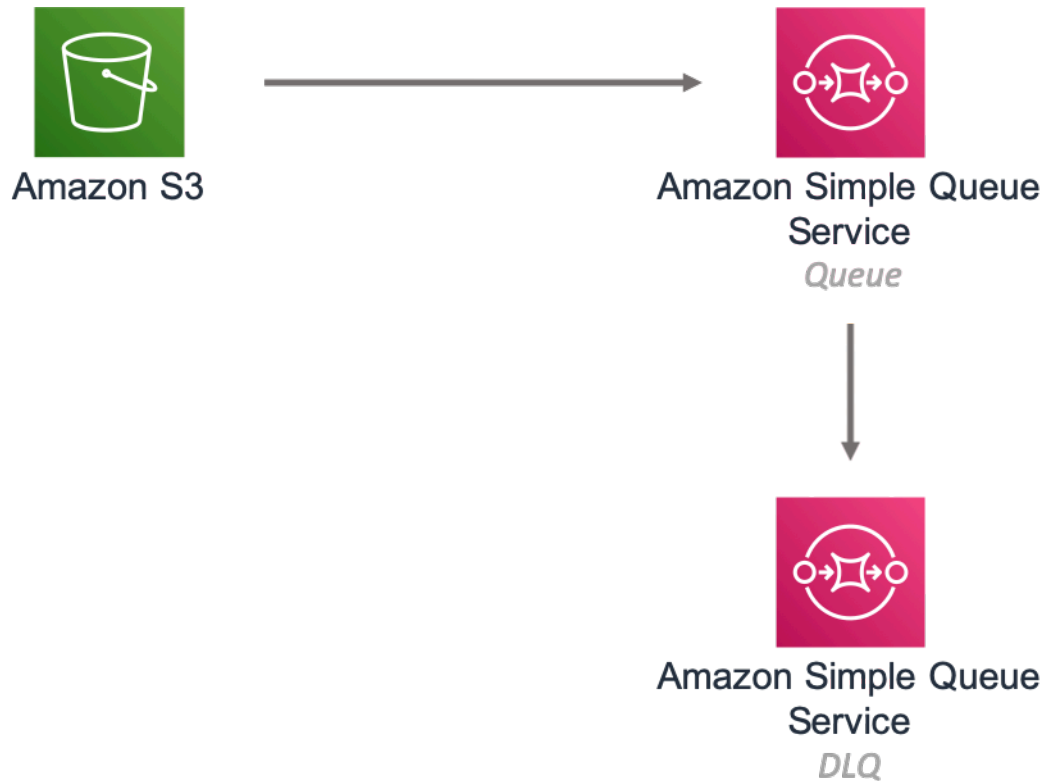 Amazon S3
Amazon Simple Queue
Service
Queue
Amazon Simple Queue
Service
DLQ